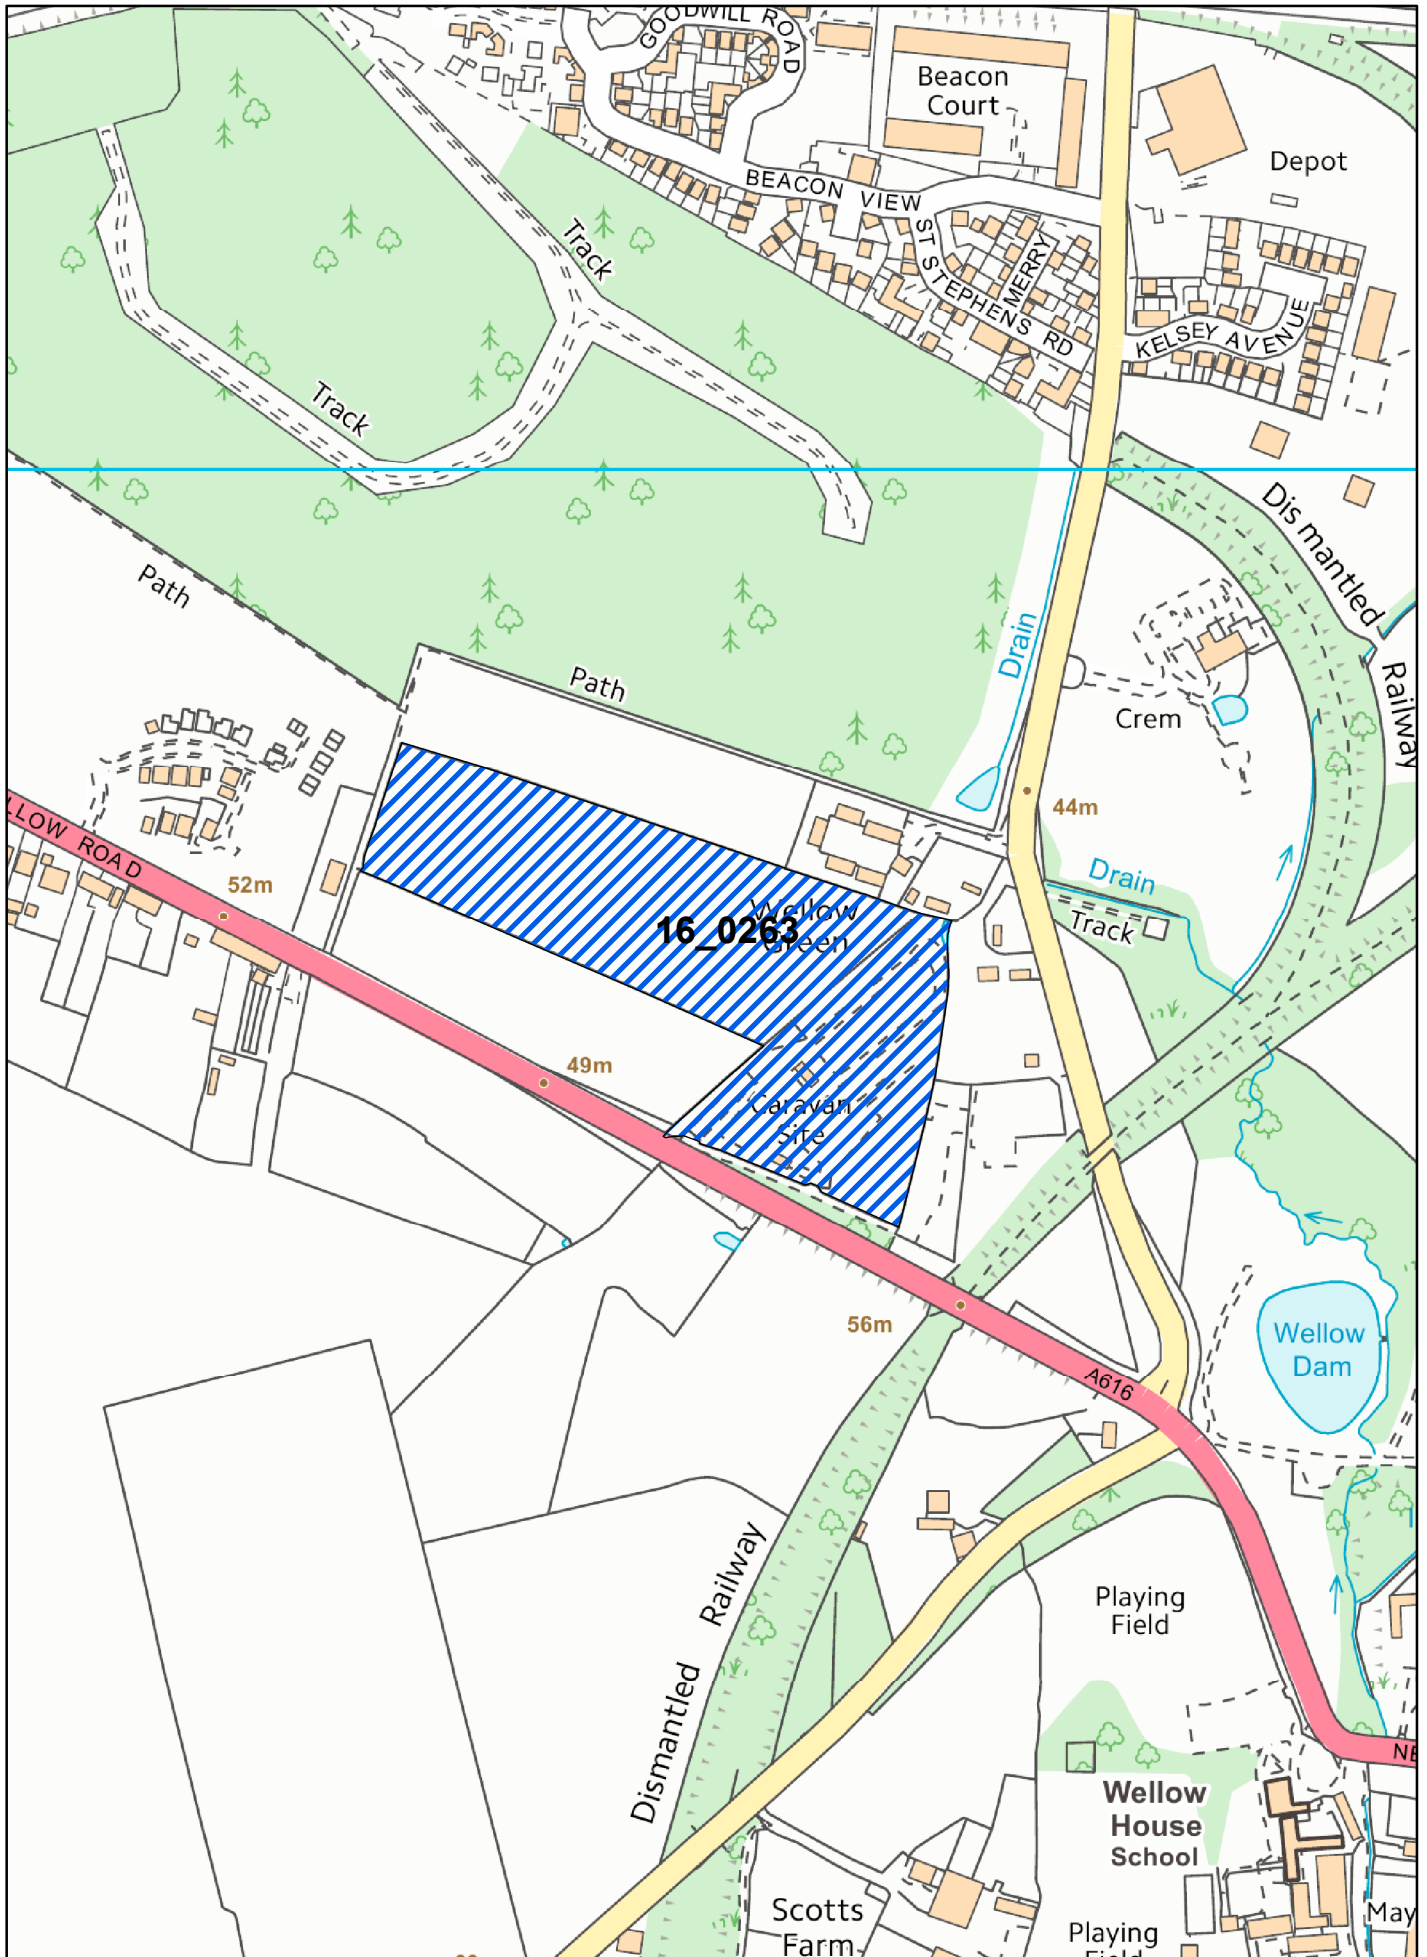 GOODWILL ROAD
Beacon
Court
Depot
BEACON VIEW
ST STEPHENS RD
MERRY
KELSEY AVENUE
Track
Track
Dismantled
Railway
Path
Path
Drain
Crem
44m
LLOW ROAD
52m
Drain
Track
Wellow
Green
16_0263
49m
Caravan
Site
56m
Wellow
Dam
A616
Railway
Dismantled
Playing
Field
NE
Wellow
House
School
Scotts
Farm
Playing
Field
May